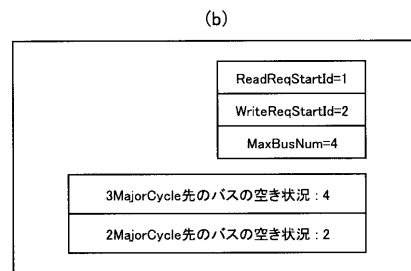 (b)
ReadReqStartId=1
WriteReqStartId=2
MaxBusNum=4
3MajorCycle先のバスの空き状況：4
2MajorCycle先のバスの空き状況：2